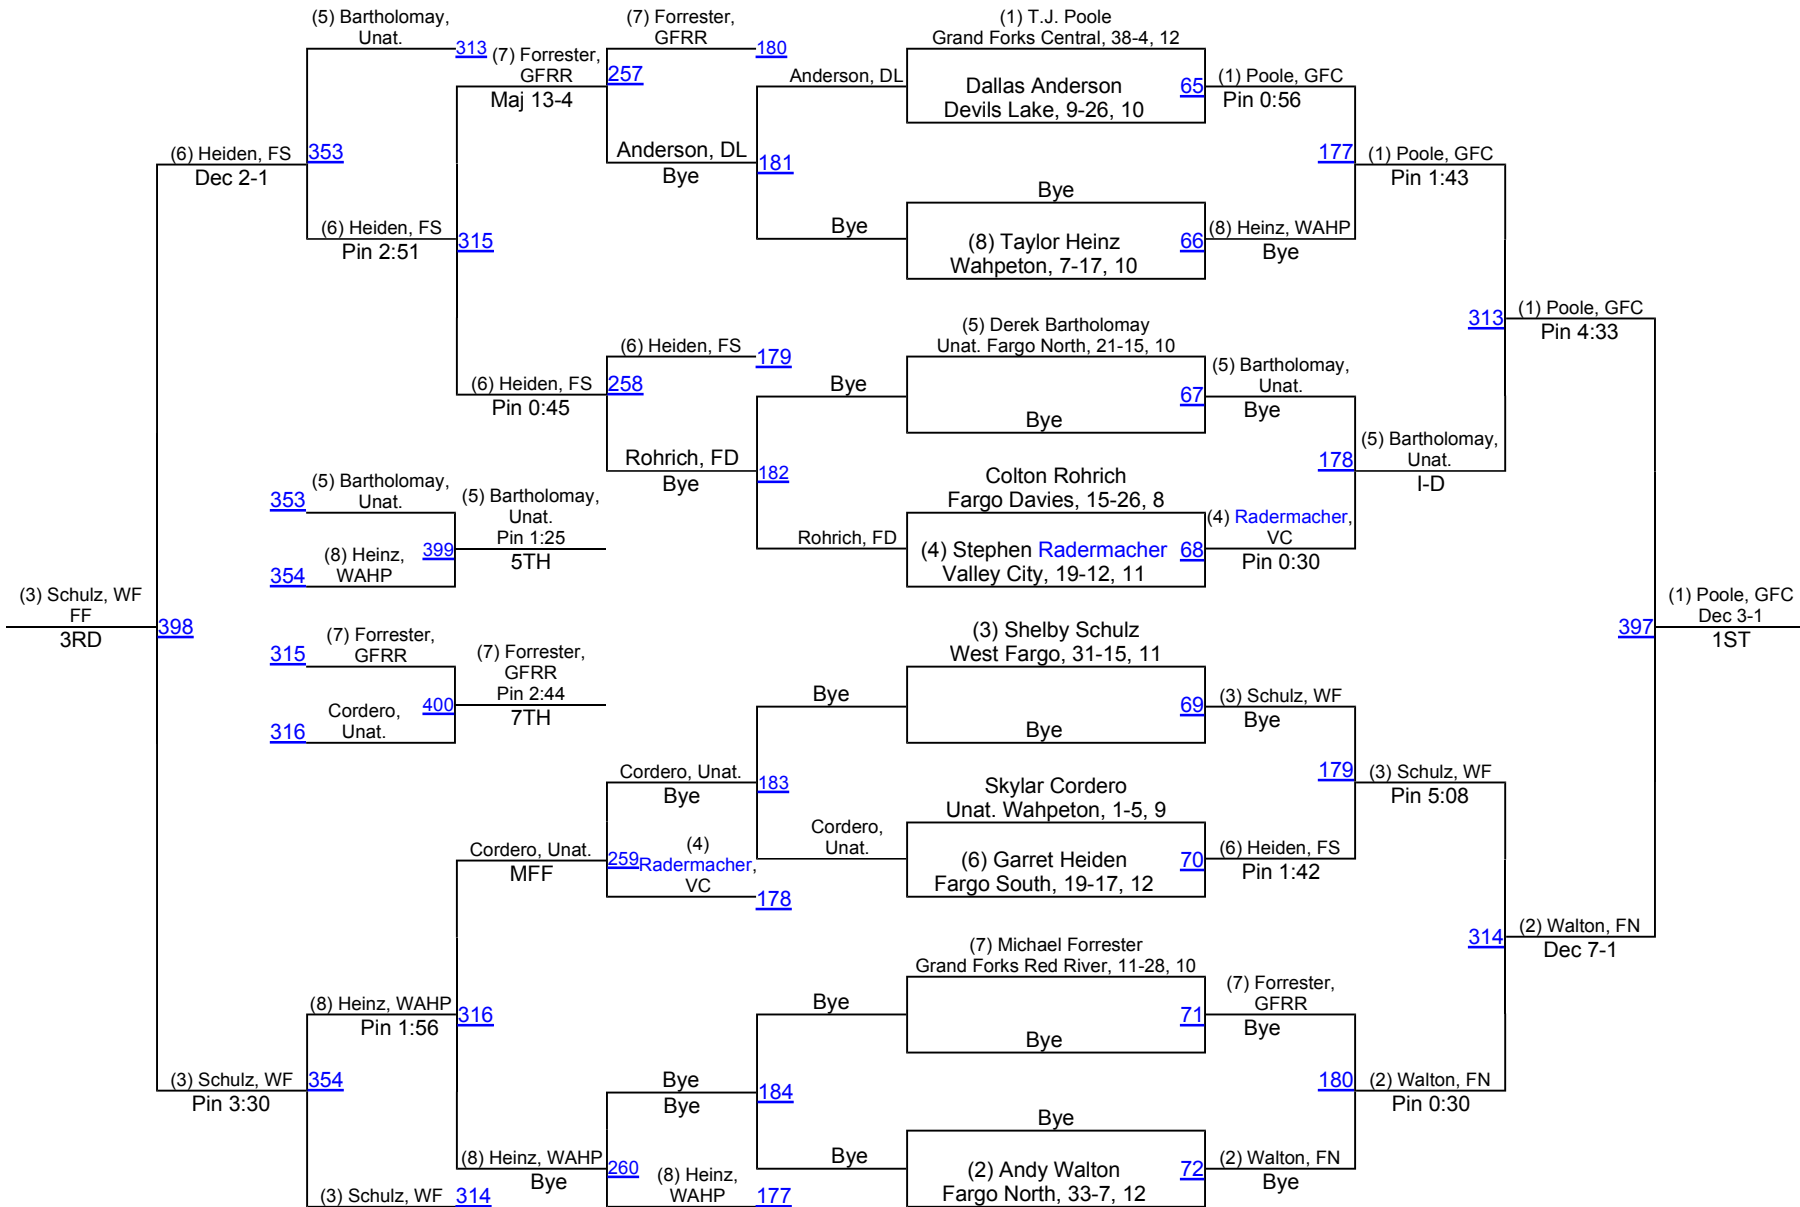 (5) Bartholomay,
Unat.
313
(7) Forrester,
GFRR
Maj 13-4
(7) Forrester,
GFRR
180
257
Anderson, DL
Bye
181
Anderson, DL
Bye
(6) Heiden, FS
Dec 2-1
353
(6) Heiden, FS
Pin 2:51
315
(6) Heiden, FS
Pin 0:45
(6) Heiden, FS
179
258
Rohrich, FD
Bye
182
Bye
Rohrich, FD
(1) T.J. Poole
Grand Forks Central, 38-4, 12
Dallas Anderson
Devils Lake, 9-26, 10
65
(1) Poole, GFC
Pin 0:56
Bye
(8) Taylor Heinz
Wahpeton, 7-17, 10
66
(8) Heinz, WAHP
Bye
177
(1) Poole, GFC
Pin 1:43
(5) Derek Bartholomay
Unat. Fargo North, 21-15, 10
Bye
67
(5) Bartholomay,
Unat.
Bye
Colton Rohrich
Fargo Davies, 15-26, 8
(4) Stephen Radermacher
Valley City, 19-12, 11
68
(4) Radermacher,
VC
Pin 0:30
178
(5) Bartholomay,
Unat.
I-D
313
(1) Poole, GFC
Pin 4:33
353
(5) Bartholomay,
Unat.
354
(8) Heinz,
WAHP
399
(5) Bartholomay,
Unat.
Pin 1:25
5TH
(3) Schulz, WF
FF
3RD
398
315
(7) Forrester,
GFRR
316
Cordero,
Unat.
400
(7) Forrester,
GFRR
Pin 2:44
7TH
397
(1) Poole, GFC
Dec 3-1
1ST
(3) Shelby Schulz
West Fargo, 31-15, 11
Bye
69
(3) Schulz, WF
Bye
Skylar Cordero
Unat. Wahpeton, 1-5, 9
(6) Garret Heiden
Fargo South, 19-17, 12
70
(6) Heiden, FS
Pin 1:42
179
(3) Schulz, WF
Pin 5:08
Bye
Cordero,
Unat.
183
Cordero, Unat.
Bye
(4)
Radermacher,
VC
178
259
Cordero, Unat.
MFF
(7) Michael Forrester
Grand Forks Red River, 11-28, 10
Bye
71
(7) Forrester,
GFRR
Bye
Bye
(2) Andy Walton
Fargo North, 33-7, 12
72
(2) Walton, FN
Bye
180
(2) Walton, FN
Pin 0:30
314
(2) Walton, FN
Dec 7-1
Bye
Bye
184
Bye
Bye
(8) Heinz,
WAHP
177
260
(8) Heinz, WAHP
Bye
316
(8) Heinz, WAHP
Pin 1:56
354
(3) Schulz, WF
314
(3) Schulz, WF
Pin 3:30